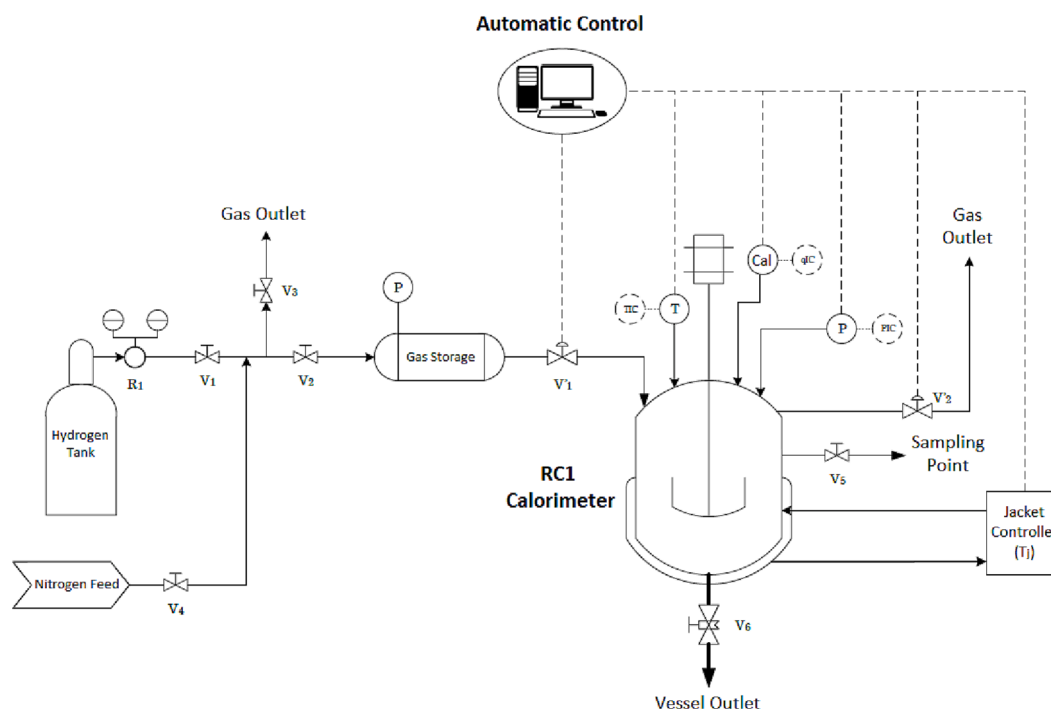 Automatic Control
Gas Outlet
Gas
Outlet
V3
P
Cal
qIC
TIC
T
P
PIC
R1
V1
V2
Gas Storage
V'1
V'2
Hydrogen
Tank
Sampling
Point
V5
RC1
Calorimeter
Jacket
Controlle
(Tj)
Nitrogen Feed
V4
V6
Vessel Outlet